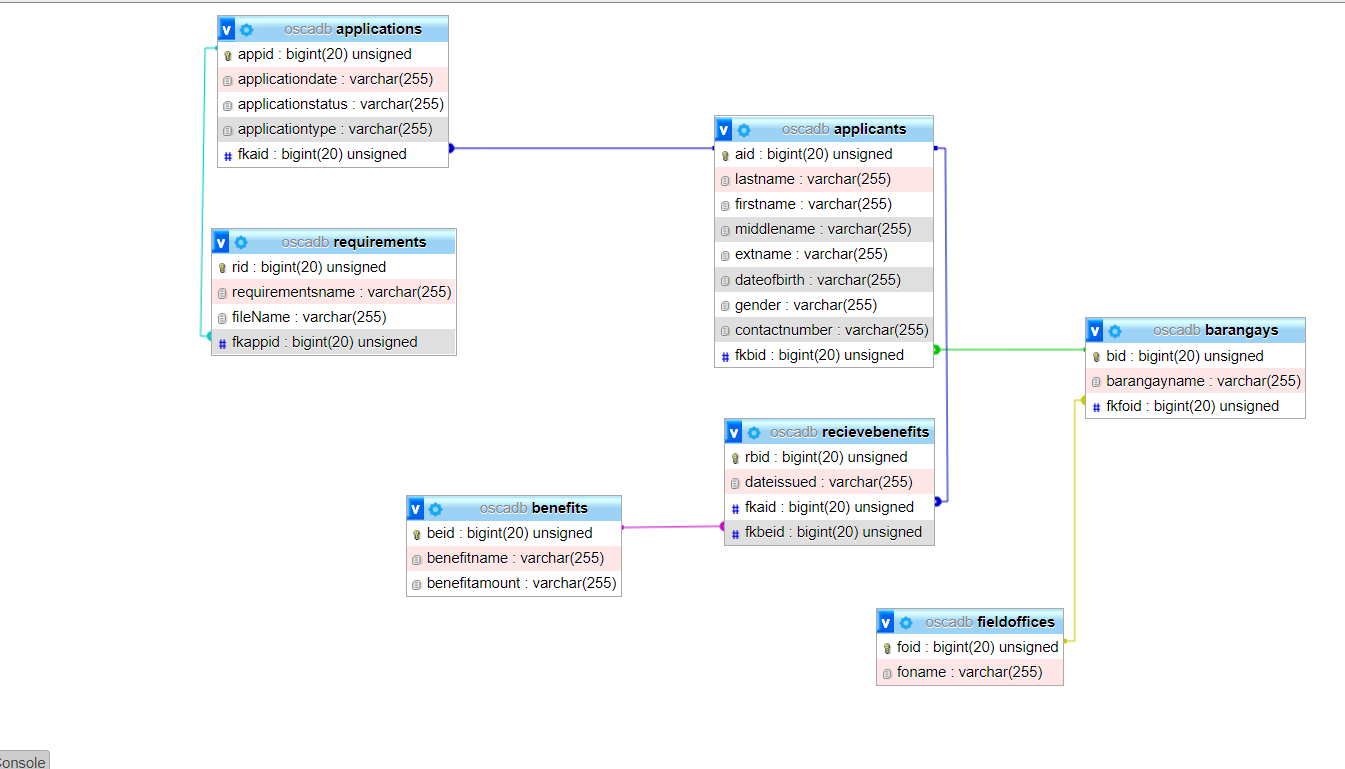 v oscadb applications
appid : bigint(20) unsigned
applicationdate : varchar(255)
applicationstatus : varchar(255)
applicationtype : varchar(255)
# fkaid : bigint(20) unsigned
v oscadb applicants
aid : bigint(20) unsigned
lastname : varchar(255)
firstname : varchar(255)
middlename : varchar(255)
extname : varchar(255)
dateofbirth : varchar(255)
gender : varchar(255)
contactnumber : varchar(255)
# fkbid : bigint(20) unsigned
v oscadb requirements
rid : bigint(20) unsigned
requirementsname : varchar(255)
fileName : varchar(255)
# fkappid : bigint(20) unsigned
v oscadb barangays
bid : bigint(20) unsigned
barangayname : varchar(255)
# fkfoid : bigint(20) unsigned
v oscadb recievebenefits
rbid : bigint(20) unsigned
dateissued : varchar(255)
# fkaid : bigint(20) unsigned
# fkbeid : bigint(20) unsigned
v oscadb benefits
beid : bigint(20) unsigned
benefitname : varchar(255)
benefitamount : varchar(255)
v oscadb fieldoffices
foid : bigint(20) unsigned
foname : varchar(255)
Console